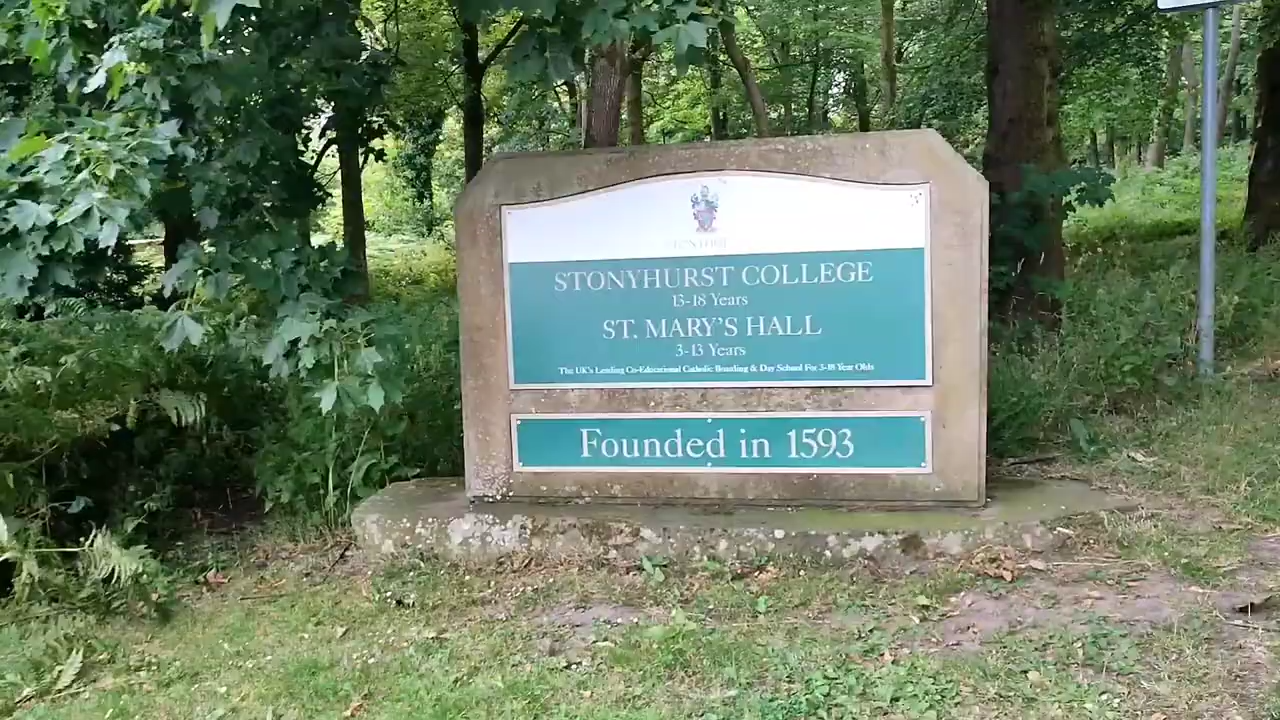 STONYHURST COLLEGE
13-18 Years
ST. MARY'S HALL
3-13 Years
The UK's Leading Co-Educational Catholic Boarding & Day School For 3-18 Year Olds
Founded in 1593